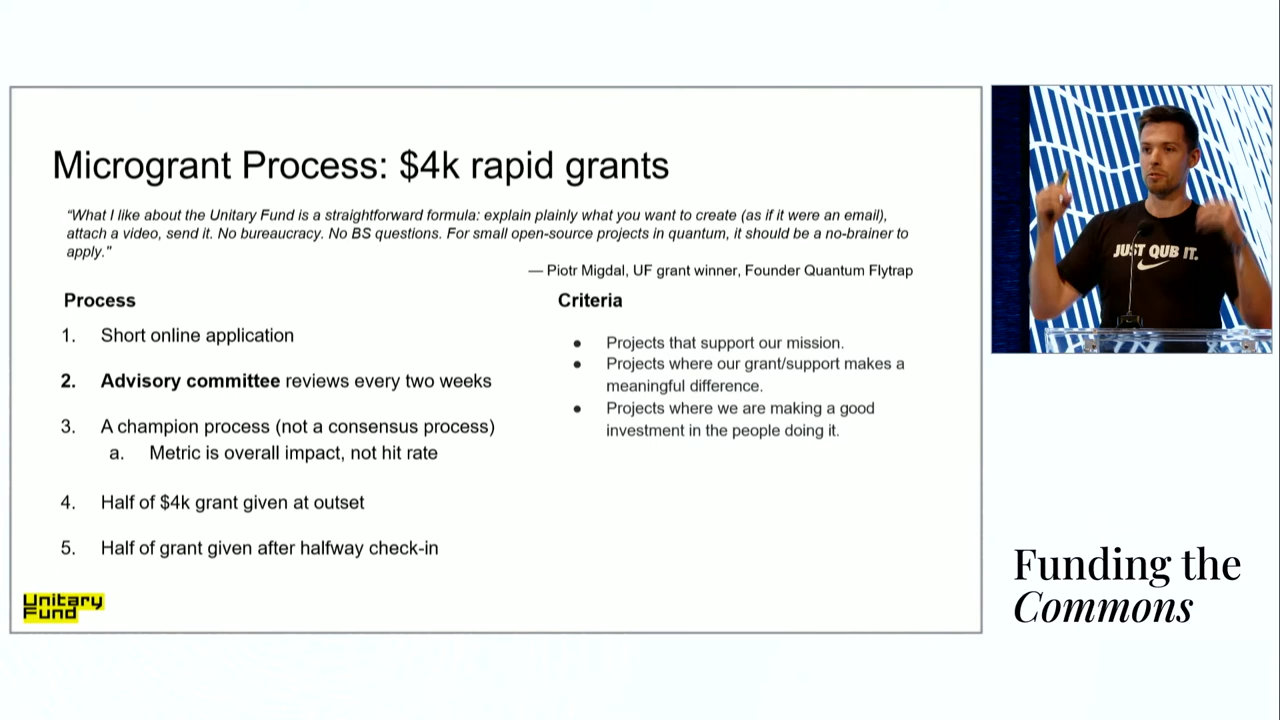 Microgrant Process: $4k rapid grants
“What I like about the Unitary Fund is a straightforward formula: explain plainly what you want to create (as if it were an email),
attach a video, send it. No bureaucracy. No BS questions. For small open-source projects in quantum, it should be a no-brainer to
apply."
— Piotr Migdal, UF grant winner, Founder Quantum Flytrap
Process
1. Short online application
2. Advisory committee reviews every two weeks
3. A champion process (not a consensus process)
a. Metric is overall impact, not hit rate
4. Half of $4k grant given at outset
5. Half of grant given after halfway check-in
Criteria
● Projects that support our mission.
● Projects where our grant/support makes a
meaningful difference.
● Projects where we are making a good
investment in the people doing it.
Unitary
Fund
JUST QUB IT.
Funding the
Commons